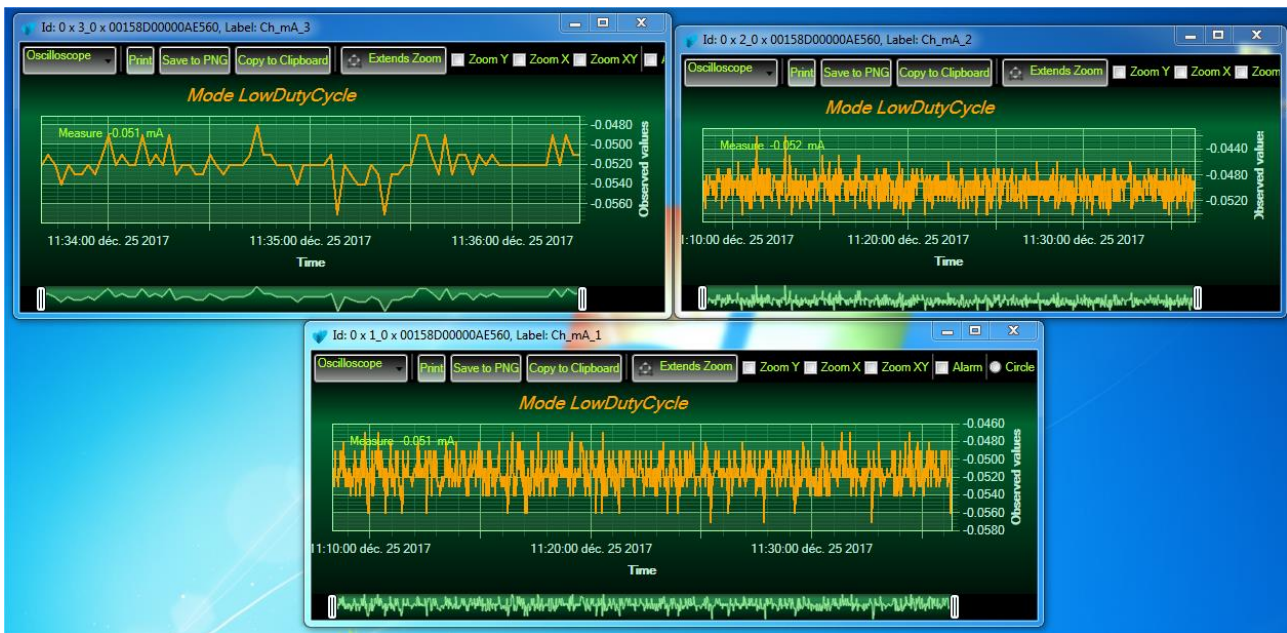 Id: 0 x 3_0 x 00158D00000AE560, Label: Ch_mA_3
Oscilloscope Print Save to PNG Copy to Clipboard Extends Zoom Zoom Y Zoom X Zoom XY
Mode LowDutyCycle
Measure -0.051 mA
-0.0480
-0.0500
-0.0520
-0.0540
-0.0560
Observed values
11:34:00 déc. 25 2017 11:35:00 déc. 25 2017 11:36:00 déc. 25 2017
Time
Id: 0 x 2_0 x 00158D00000AE560, Label: Ch_mA_2
Oscilloscope Print Save to PNG Copy to Clipboard Extends Zoom Zoom Y Zoom X Zoom
Mode LowDutyCycle
Measure -0.052 mA
-0.0440
-0.0480
-0.0520
Observed values
1:10:00 déc. 25 2017 11:20:00 déc. 25 2017 11:30:00 déc. 25 2017
Time
Id: 0 x 1_0 x 00158D00000AE560, Label: Ch_mA_1
Oscilloscope Print Save to PNG Copy to Clipboard Extends Zoom Zoom Y Zoom X Zoom XY Alarm Circle
Mode LowDutyCycle
Measure -0.051 mA
-0.0460
-0.0480
-0.0500
-0.0520
-0.0540
-0.0560
-0.0580
Observed values
11:10:00 déc. 25 2017 11:20:00 déc. 25 2017 11:30:00 déc. 25 2017
Time